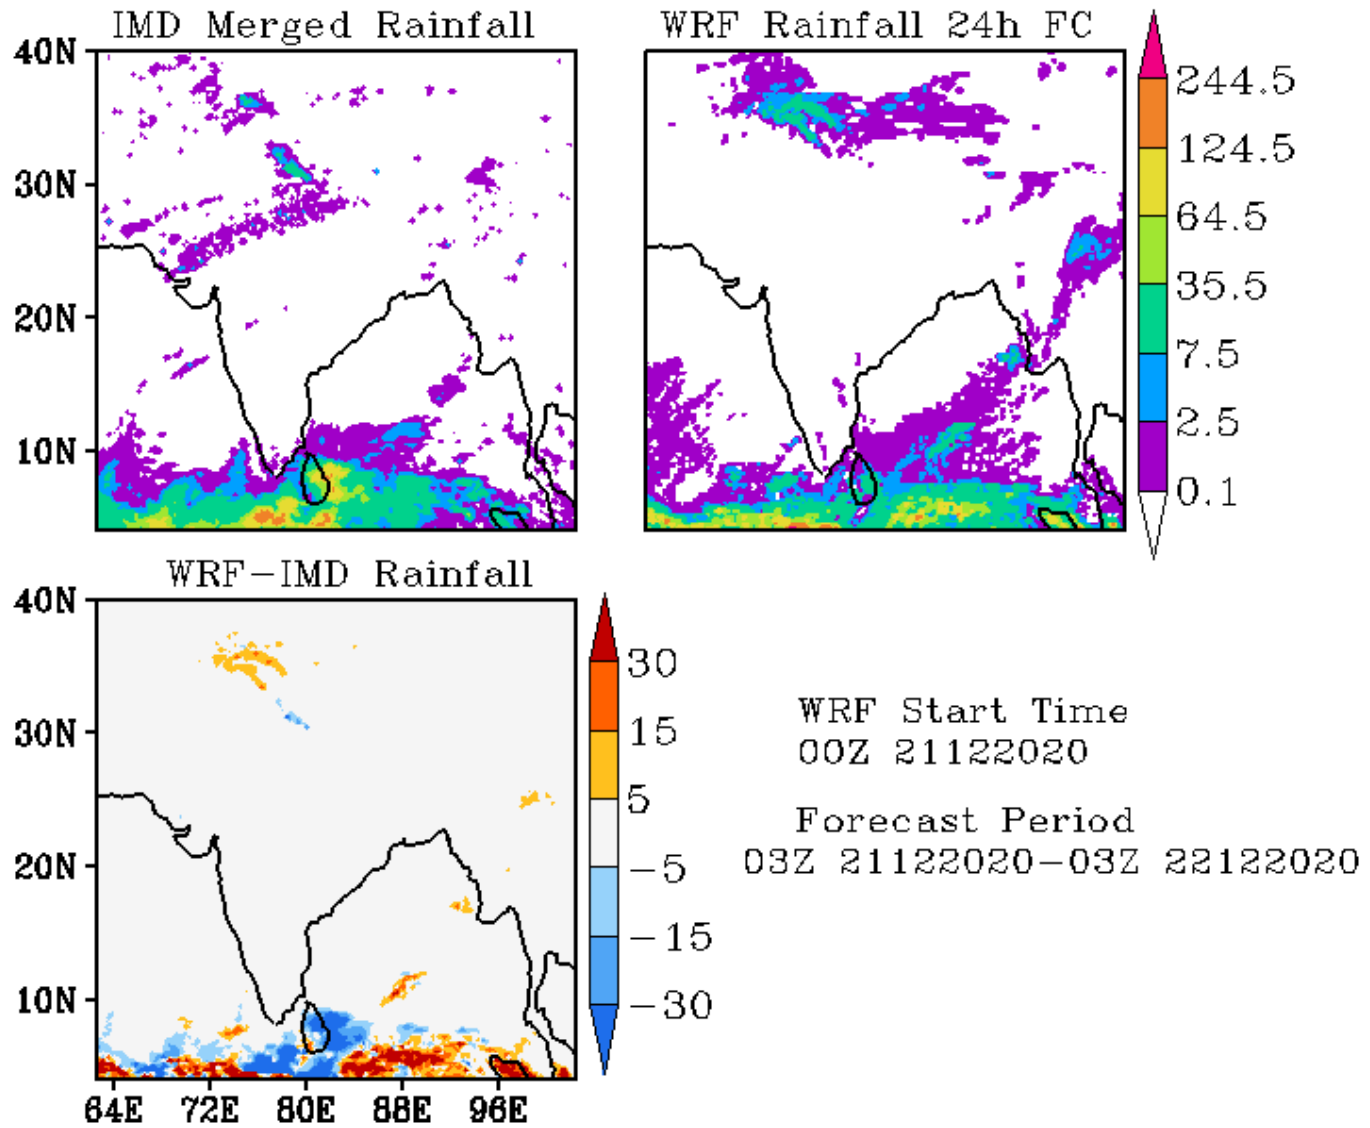 IMD Merged Rainfall
WRF Rainfall 24h FC
40N
30N
20N
10N
244.5
124.5
64.5
35.5
7.5
2.5
0.1
WRF-IMD Rainfall
40N
30N
20N
10N
64E 72E 80E 88E 96E
30
15
5
-5
-15
-30
WRF Start Time
00Z 21122020
Forecast Period
03Z 21122020-03Z 22122020